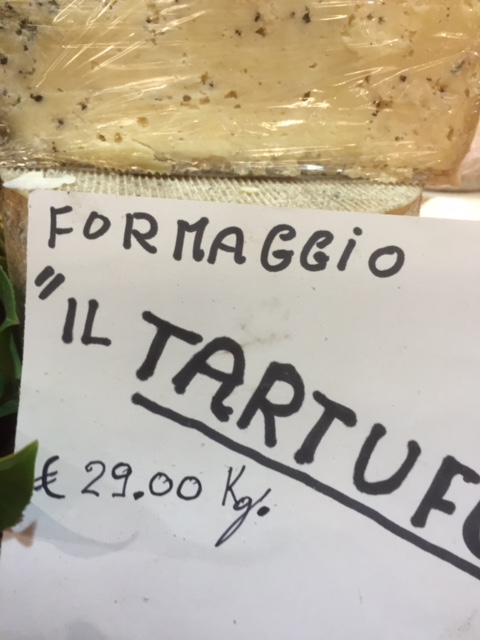 FORMAGGiO
"IL TARTUFO
€ 29.00 Kg.